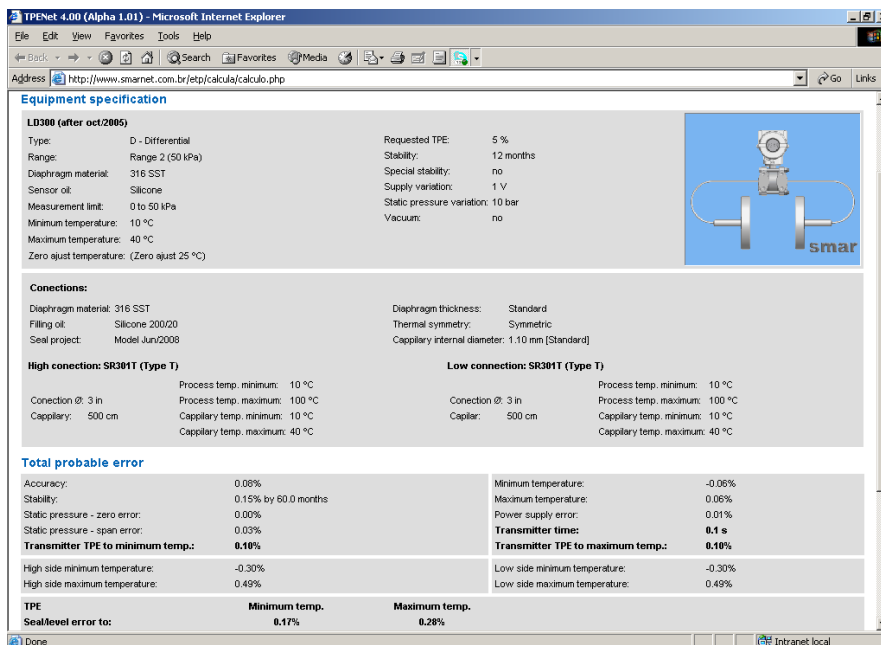 TPENet 4.00 (Alpha 1.01) - Microsoft Internet Explorer
File Edit View Favorites Tools Help
Back Search Favorites Media
Address http://www.smarnet.com.br/etp/calcula/calculo.php Go Links
Equipment specification
LD300 (after oct/2005)
Type: D - Differential
Range: Range 2 (50 kPa)
Diaphragm material: 316 SST
Sensor oil: Silicone
Measurement limit: 0 to 50 kPa
Minimum temperature: 10 ºC
Maximum temperature: 40 ºC
Zero ajust temperature: (Zero ajust 25 ºC)
Requested TPE: 5 %
Stability: 12 months
Special stability: no
Supply variation: 1 V
Static pressure variation: 10 bar
Vacuum: no
smar
Conections:
Diaphragm material: 316 SST
Filling oil: Silicone 200/20
Seal project: Model Jun/2008
Diaphragm thickness: Standard
Thermal symmetry: Symmetric
Cappilary internal diameter: 1.10 mm [Standard]
High conection: SR301T (Type T)
Process temp. minimum: 10 ºC
Conection Ø: 3 in Process temp. maximum: 100 ºC
Cappilary: 500 cm Cappilary temp. minimum: 10 ºC
Cappilary temp. maximum: 40 ºC
Low connection: SR301T (Type T)
Process temp. minimum: 10 ºC
Conection Ø: 3 in Process temp. maximum: 100 ºC
Capilar: 500 cm Cappilary temp. minimum: 10 ºC
Cappilary temp. maximum: 40 ºC
Total probable error
Accuracy: 0.08% Minimum temperature: -0.06%
Stability: 0.15% by 60.0 months Maximum temperature: 0.06%
Static pressure - zero error: 0.00% Power supply error: 0.01%
Static pressure - span error: 0.03% Transmitter time: 0.1 s
Transmitter TPE to minimum temp.: 0.10% Transmitter TPE to maximum temp.: 0.10%
High side minimum temperature: -0.30% Low side minimum temperature: -0.30%
High side maximum temperature: 0.49% Low side maximum temperature: 0.49%
TPE Minimum temp. Maximum temp.
Seal/level error to: 0.17% 0.28%
Done Intranet local